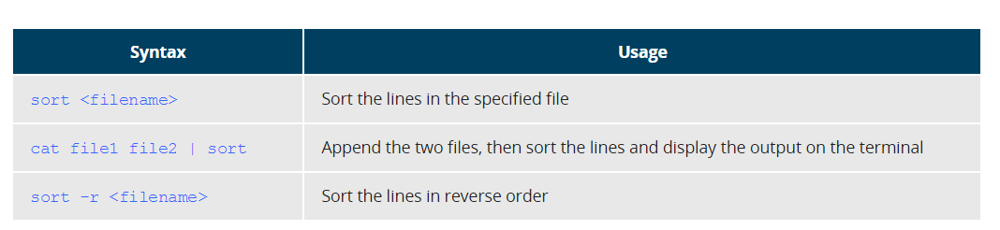 Syntax Usage
sort <filename> Sort the lines in the specified file
cat file1 file2 | sort Append the two files, then sort the lines and display the output on the terminal
sort -r <filename> Sort the lines in reverse order